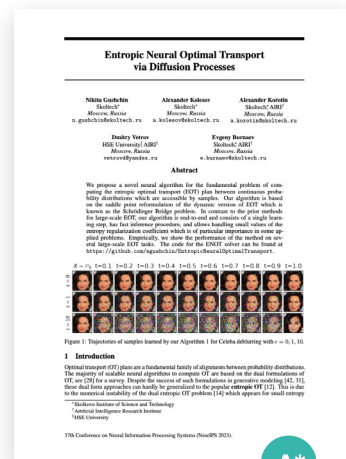 Entropic Neural Optimal Transport
via Diffusion Processes
Nikita Gushchin
Skoltech*
Moscow, Russia
n.gushchin@skoltech.ru
Alexander Kolesov
Skoltech*
Moscow, Russia
a.kolesov@skoltech.ru
Alexander Korotin
Skoltech*, AIRI†
Moscow, Russia
a.korotin@skoltech.ru
Dmitry Vetrov
HSE University‡, AIRI†
Moscow, Russia
vetrovd@yandex.ru
Evgeny Burnaev
Skoltech*, AIRI†
Moscow, Russia
e.burnaev@skoltech.ru
Abstract
We propose a novel neural algorithm for the fundamental problem of com-
puting the entropic optimal transport (EOT) plan between continuous proba-
bility distributions which are accessible by samples. Our algorithm is based
on the saddle point reformulation of the dynamic version of EOT which is
known as the Schrödinger Bridge problem. In contrast to the prior methods
for large-scale EOT, our algorithm is end-to-end and consists of a single learn-
ing step, has fast inference procedure, and allows handling small values of the
entropy regularization coefficient which is of particular importance in some ap-
plied problems. Empirically, we show the performance of the method on sev-
eral large-scale EOT tasks. The code for the ENOT solver can be found at
https://github.com/ngushchin/EntropicNeuralOptimalTransport.
t=0.1 t=0.2 t=0.3 t=0.4 t=0.5 t=0.6 t=0.7 t=0.8 t=0.9 t=1.0
Figure 1: Trajectories of samples learned by our Algorithm 1 for Celeba deblurring with ϵ = 0, 1, 10.
1 Introduction
Optimal transport (OT) plans are a fundamental family of alignments between probability distributions.
The majority of scalable neural algorithms to compute OT are based on the dual formulations of
OT, see [28] for a survey. Despite the success of such formulations in generative modeling [42, 31],
these dual form approaches can hardly be generalized to the popular entropic OT [12]. This is due
to the numerical instability of the dual entropic OT problem [14] which appears for small entropy
*Skolkovo Institute of Science and Technology
†Artificial Intelligence Research Institute
‡HSE University
37th Conference on Neural Information Processing Systems (NeurIPS 2023).